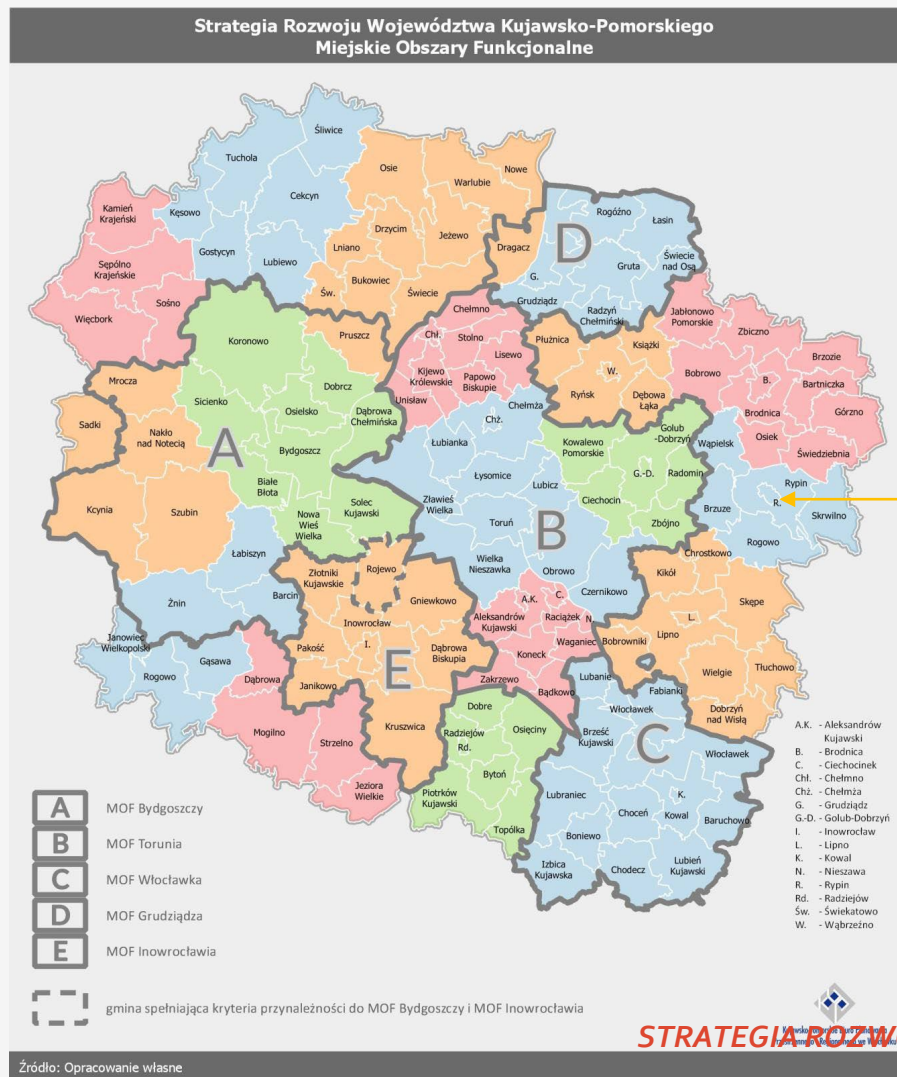 Strategia Rozwoju Województwa Kujawsko-Pomorskiego
Miejskie Obszary Funkcjonalne
Śliwice
Tuchola
Osie
Nowe
Warlubie
Cekcyn
Kamień
Krajeński
Kęsowo
Rogóźno
Łasin
Drzycim
Jeżewo
Dragacz
D
Gostycyn
Lniano
Lubiewo
Sępólno
Krajeńskie
Gruta
Świecie
nad Osą
Bukowiec
G.
Św.
Świecie
Grudziądz
Sośno
Radzyń
Chełmiński
Więcbork
Chełmno
Jabłonowo
Pomorskie
Zbiczno
Koronowo
Pruszcz
Chł.
Stolno
Płużnica
Książki
Lisewo
Brzozie
Bobrowo
W.
Kijewo
Królewskie
Papowo
Biskupie
Bartniczka
B.
Mrocza
Sicienko
Dobrcz
Unisław
Ryńsk
Dębowa
Łąka
Osielsko
Dąbrowa
Chełmińska
Chełmża
Chż.
Brodnica
Górzno
Sadki
Nakło
nad Notecią
A
Łubianka
Kowalewo
Pomorskie
Golub
-Dobrzyń
Wąpielsk
Osiek
Świedziebnia
Bydgoszcz
Łysomice
G.-D.
Radomin
Rypin
Białe
Błota
Lubicz
Kcynia
Szubin
Solec
Kujawski
Zławieś
Wielka
Ciechocin
Brzuze
R.
Skrwilno
Nowa
Wieś
Wielka
Toruń
B
Zbójno
Łabiszyn
Rogowo
Wielka
Nieszawka
Obrowo
Chrostkowo
Złotniki
Kujawskie
Rojewo
Kikół
Czernikowo
Żnin
Barcin
Gniewkowo
A.K.
C.
Skępe
Inowrocław
Aleksandrów
Kujawski
Raciążek
N.
L.
Janowiec
Wielkopolski
Pakość
I.
Dąbrowa
Biskupia
Waganiec
Bobrowniki
Lipno
Gąsawa
Koneck
E
Rogowo
Dąbrowa
Janikowo
Zakrzewo
Lubanie
Wielgie
Tłuchowo
Bądkowo
Fabianki
Kruszwica
Dobre
Włocławek
Dobrzyń
nad Wisłą
Mogilno
Strzelno
Radziejów
Rd.
Osięciny
Brześć
Kujawski
C
Włocławek
Jeziora
Wielkie
Bytoń
Lubraniec
K.
Piotrków
Kujawski
Choceń
Kowal
Baruchowo
Topólka
Boniewo
Izbica
Kujawska
Chodecz
Lubień
Kujawski
A.K. - Aleksandrów
Kujawski
B. - Brodnica
C. - Ciechocinek
Chł. - Chełmno
Chż. - Chełmża
G. - Grudziądz
G.-D. - Golub-Dobrzyń
I. - Inowrocław
L. - Lipno
K. - Kowal
N. - Nieszawa
R. - Rypin
Rd. - Radziejów
Św. - Świekatowo
W. - Wąbrzeźno
A MOF Bydgoszczy
B MOF Torunia
C MOF Włocławka
D MOF Grudziądza
E MOF Inowrocławia
gmina spełniająca kryteria przynależności do MOF Bydgoszczy i MOF Inowrocławia
STRATEGIA ROZW
Źródło: Opracowanie własne